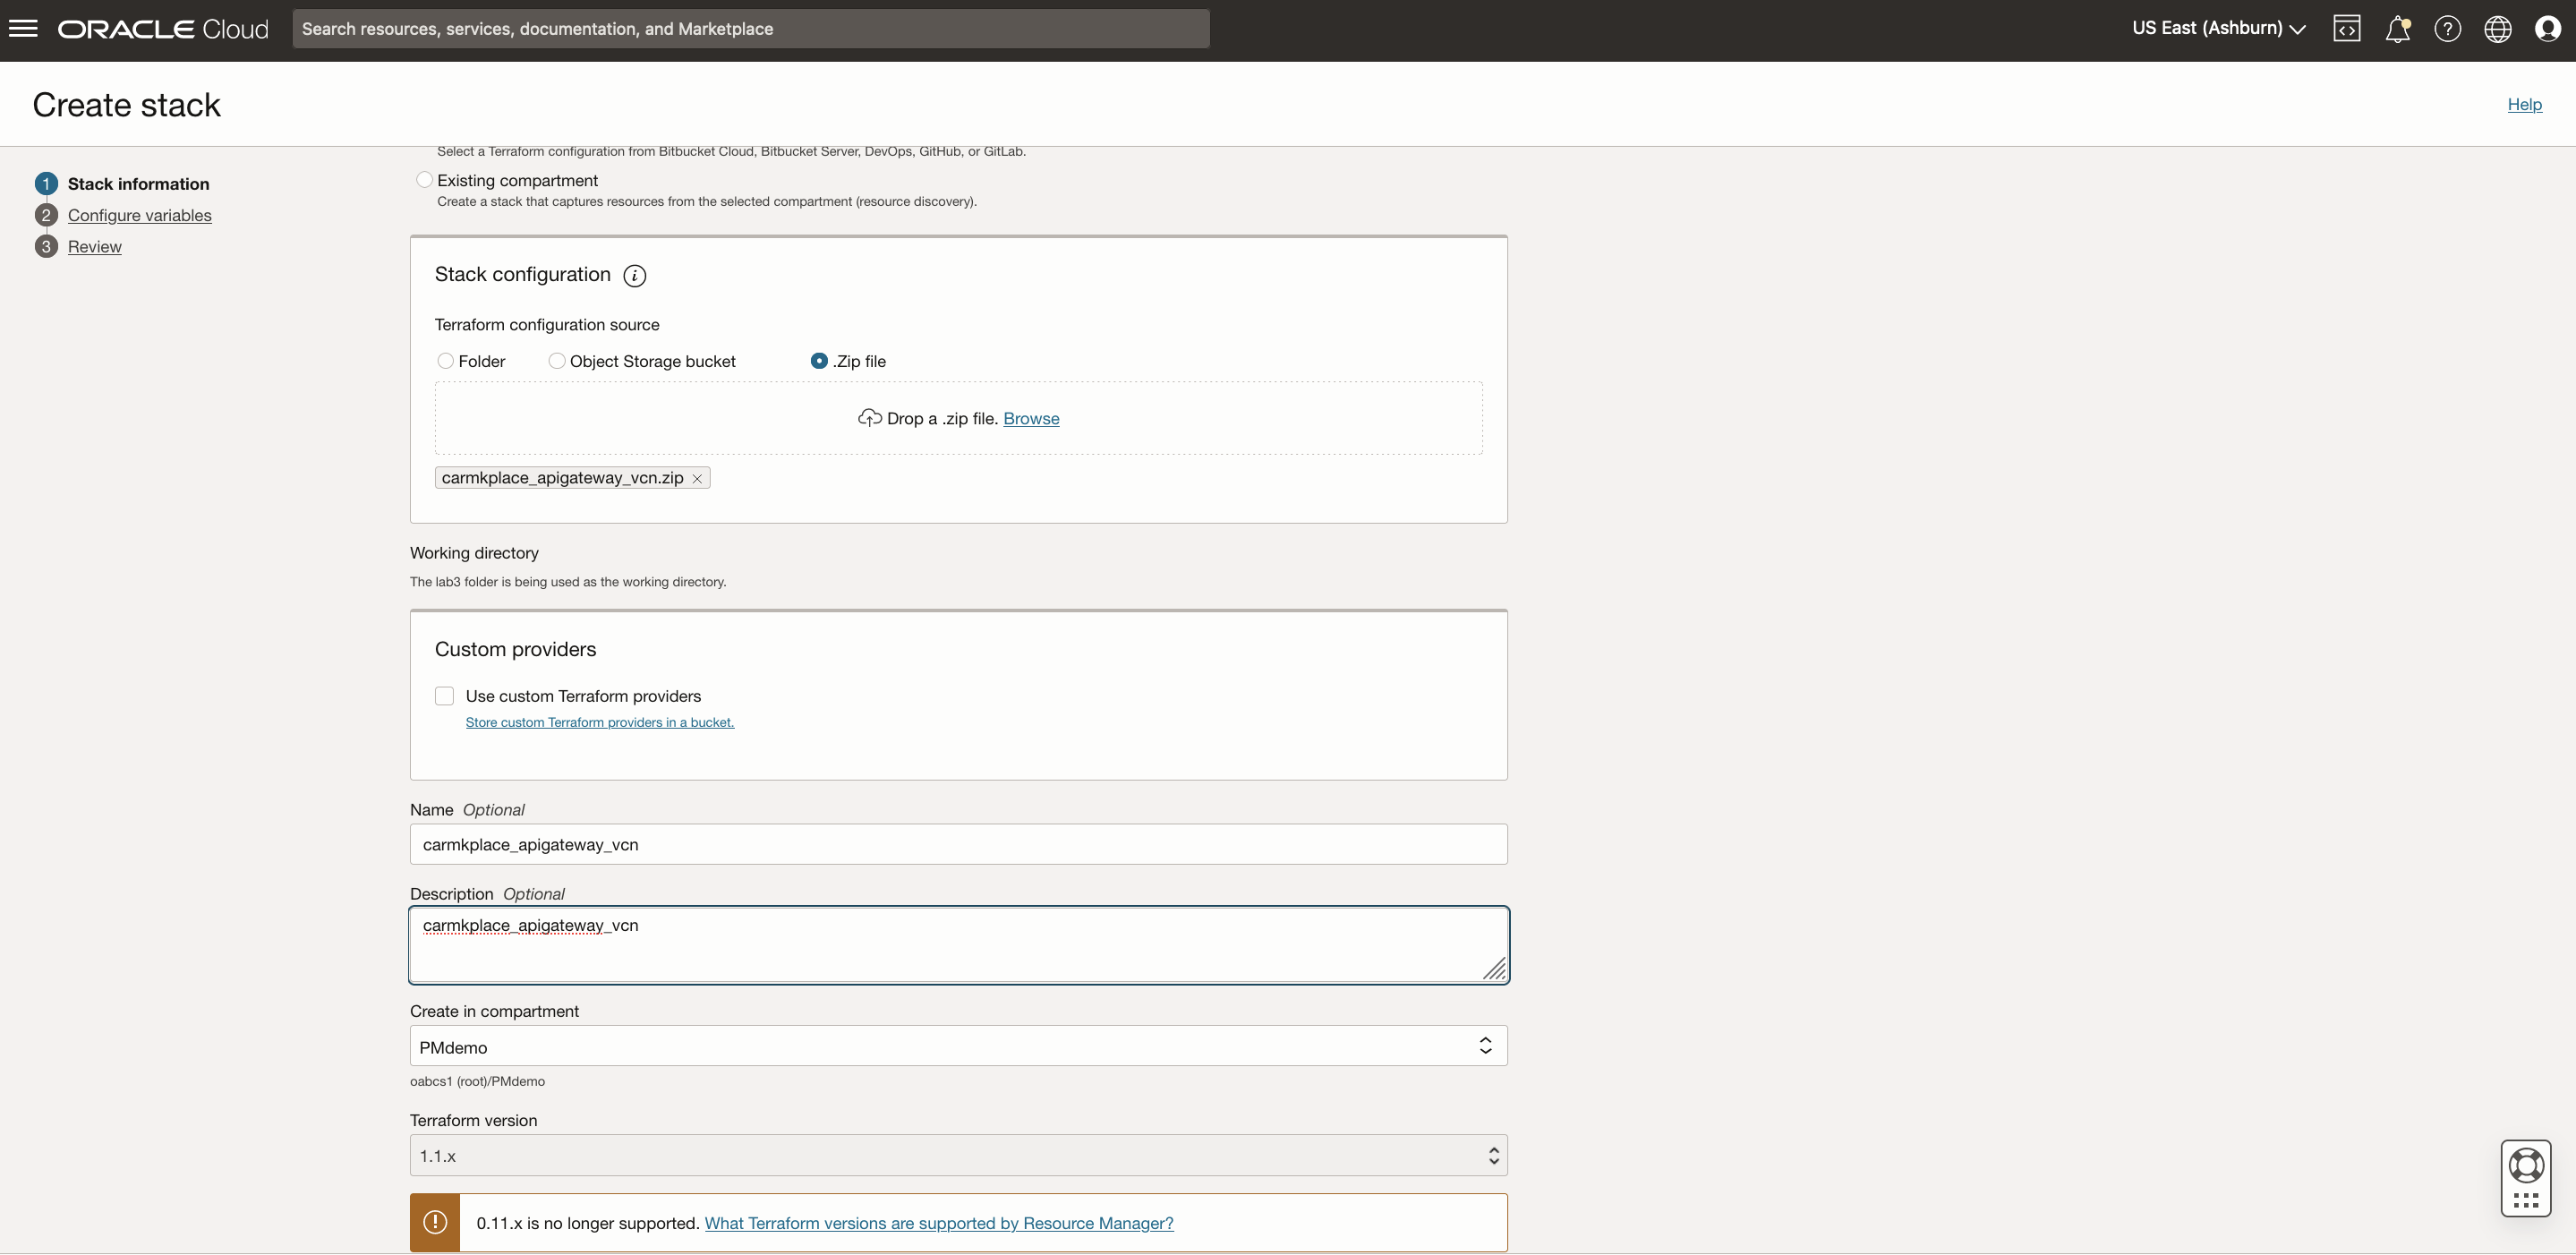 ORACLE Cloud
Search resources, services, documentation, and Marketplace
US East (Ashburn)
Create stack
Help
1 Stack information
2 Configure variables
3 Review
Select a Terraform configuration from Bitbucket Cloud, Bitbucket Server, DevOps, GitHub, or GitLab.
Existing compartment
Create a stack that captures resources from the selected compartment (resource discovery).
Stack configuration
Terraform configuration source
Folder Object Storage bucket .Zip file
Drop a .zip file. Browse
carmkplace_apigateway_vcn.zip
Working directory
The lab3 folder is being used as the working directory.
Custom providers
Use custom Terraform providers
Store custom Terraform providers in a bucket.
Name Optional
carmkplace_apigateway_vcn
Description Optional
carmkplace_apigateway_vcn
Create in compartment
PMdemo
oabcs1 (root)/PMdemo
Terraform version
1.1.x
0.11.x is no longer supported. What Terraform versions are supported by Resource Manager?